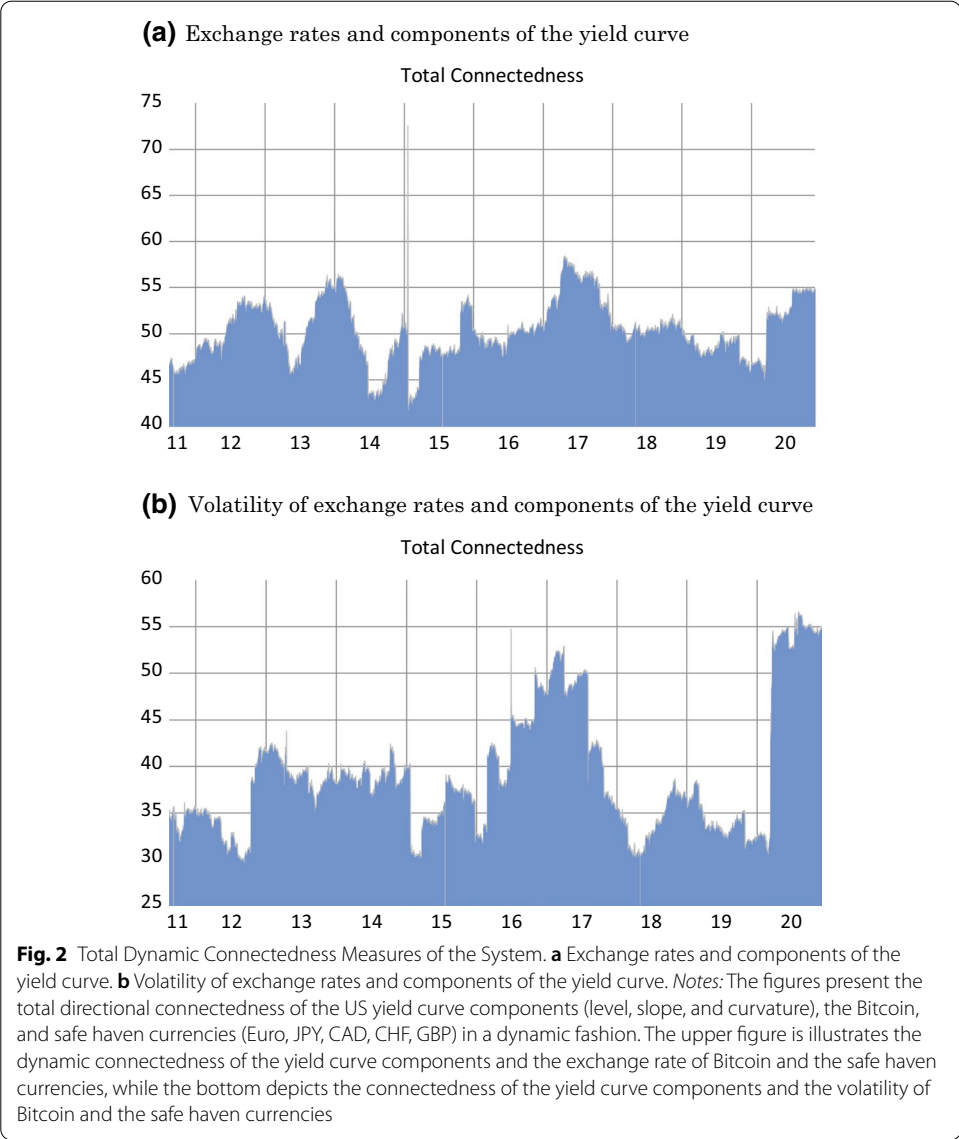 (a) Exchange rates and components of the yield curve
Total Connectedness
75
70
65
60
55
50
45
40
11 12 13 14 15 16 17 18 19 20
(b) Volatility of exchange rates and components of the yield curve
Total Connectedness
60
55
50
45
40
35
30
25
11 12 13 14 15 16 17 18 19 20
Fig. 2 Total Dynamic Connectedness Measures of the System. a Exchange rates and components of the
yield curve. b Volatility of exchange rates and components of the yield curve. Notes: The figures present the
total directional connectedness of the US yield curve components (level, slope, and curvature), the Bitcoin,
and safe haven currencies (Euro, JPY, CAD, CHF, GBP) in a dynamic fashion. The upper figure is illustrates the
dynamic connectedness of the yield curve components and the exchange rate of Bitcoin and the safe haven
currencies, while the bottom depicts the connectedness of the yield curve components and the volatility of
Bitcoin and the safe haven currencies